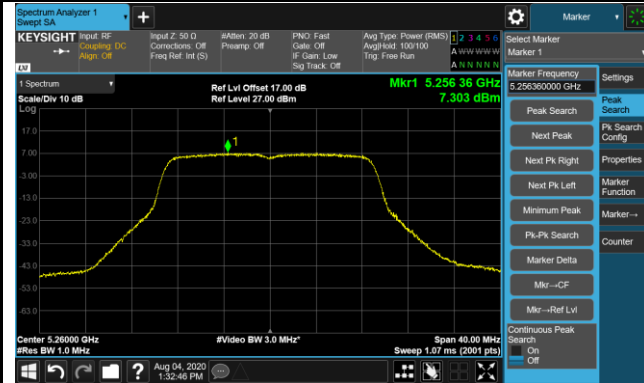 Spectrum Analyzer 1
Swept SA
+
Marker
KEYSIGHT
Input: RF
Coupling: DC
Align: Off
Input Z: 50 Ω
Corrections: Off
Freq Ref: Int (S)
#Atten: 20 dB
Preamp: Off
PNO: Fast
Gate: Off
IF Gain: Low
Sig Track: Off
Avg Type: Power (RMS)
Avg|Hold: 100/100
Trig: Free Run
1 2 3 4 5 6
A W W W W W
A N N N N N
LXI
Select Marker
Marker 1
1 Spectrum
Scale/Div 10 dB
Log
Ref Lvl Offset 17.00 dB
Ref Level 27.00 dBm
Mkr1 5.256 36 GHz
7.303 dBm
17.0
7.00
-3.00
-13.0
-23.0
-33.0
-43.0
-53.0
-63.0
1
Center 5.26000 GHz
#Res BW 1.0 MHz
#Video BW 3.0 MHz*
Span 40.00 MHz
Sweep 1.07 ms (2001 pts)
Marker Frequency
5.256360000 GHz
Peak Search
Next Peak
Next Pk Right
Next Pk Left
Minimum Peak
Pk-Pk Search
Marker Delta
Mkr→CF
Mkr→Ref Lvl
Continuous Peak
Search
On
Off
Settings
Peak
Search
Pk Search
Config
Properties
Marker
Function
Marker→
Counter
?
Aug 04, 2020
1:32:46 PM